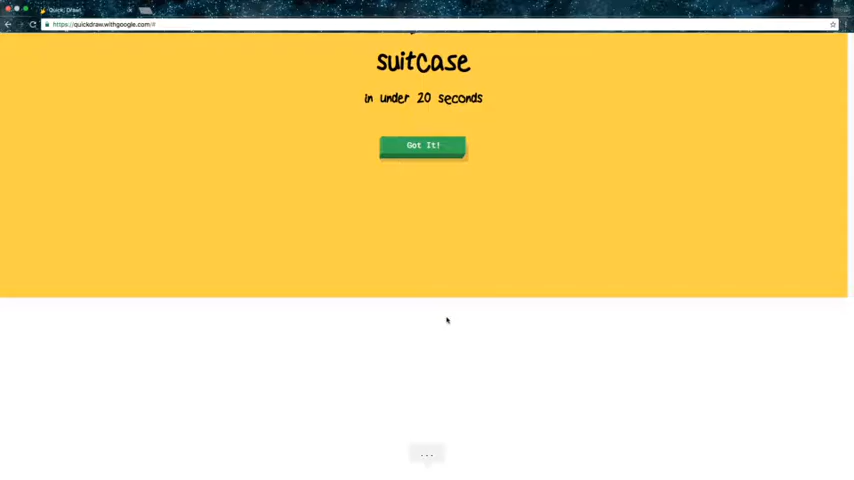 Quick, Draw!
https://quickdraw.withgoogle.com/#
suitcase
in under 20 seconds
Got It!
...